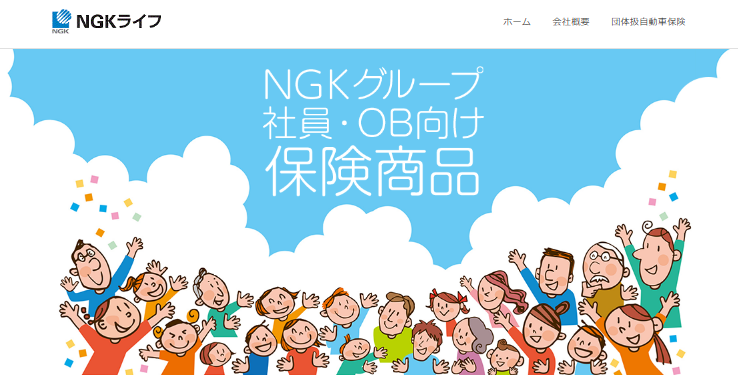 NGKライフ
NGK
ホーム 会社概要 団体扱自動車保険
NGKグループ
社員・OB向け
保険商品